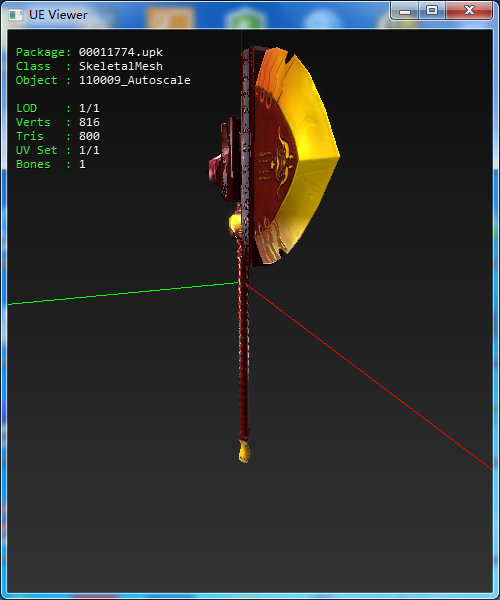 UE Viewer
Package: 00011774.upk
Class : SkeletalMesh
Object : 110009_Autoscale
LOD : 1/1
Verts : 816
Tris : 800
UV Set : 1/1
Bones : 1